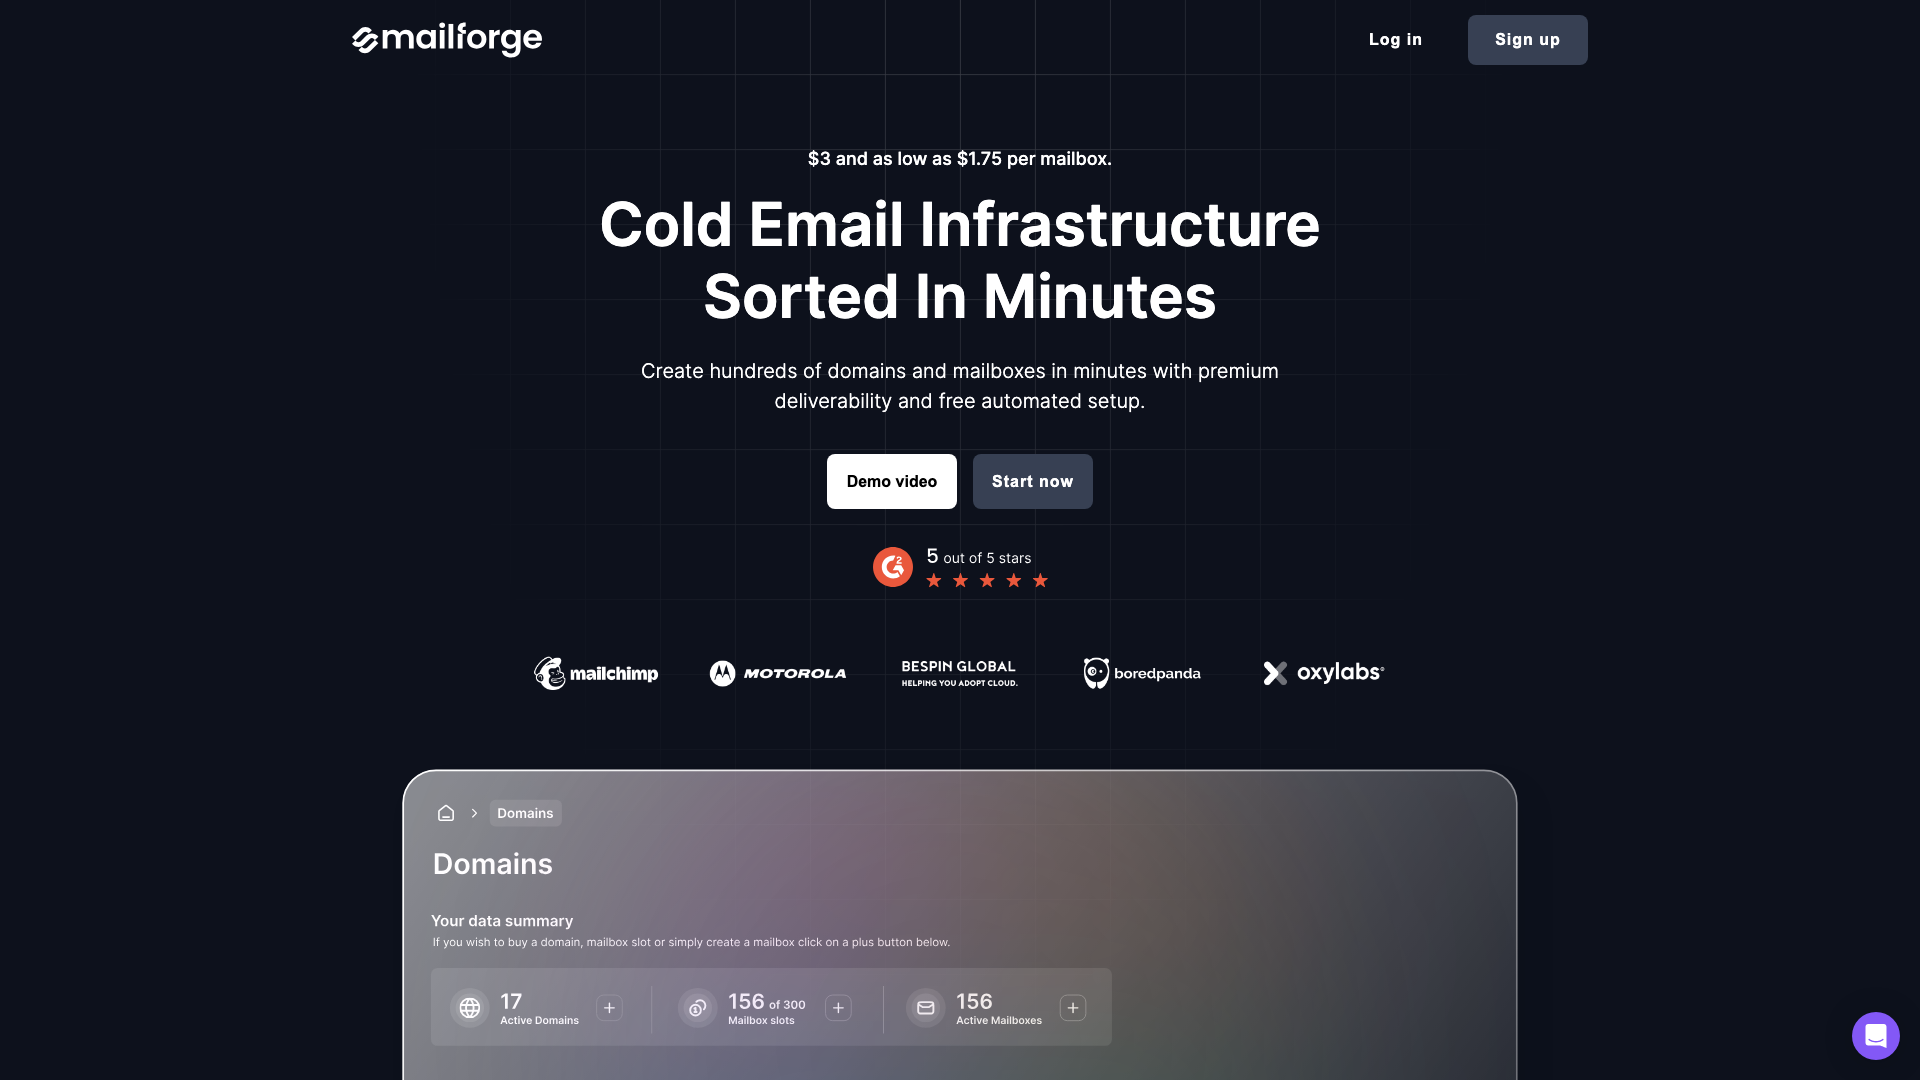 mailforge
Log in
Sign up
$3 and as low as $1.75 per mailbox.
Cold Email Infrastructure
Sorted In Minutes
Create hundreds of domains and mailboxes in minutes with premium
deliverability and free automated setup.
Demo video
Start now
5 out of 5 stars
mailchimp
MOTOROLA
BESPIN GLOBAL
HELPING YOU ADOPT CLOUD.
boredpanda
oxylabs®
Domains
Domains
Your data summary
If you wish to buy a domain, mailbox slot or simply create a mailbox click on a plus button below.
17
Active Domains
156 of 300
Mailbox slots
156
Active Mailboxes